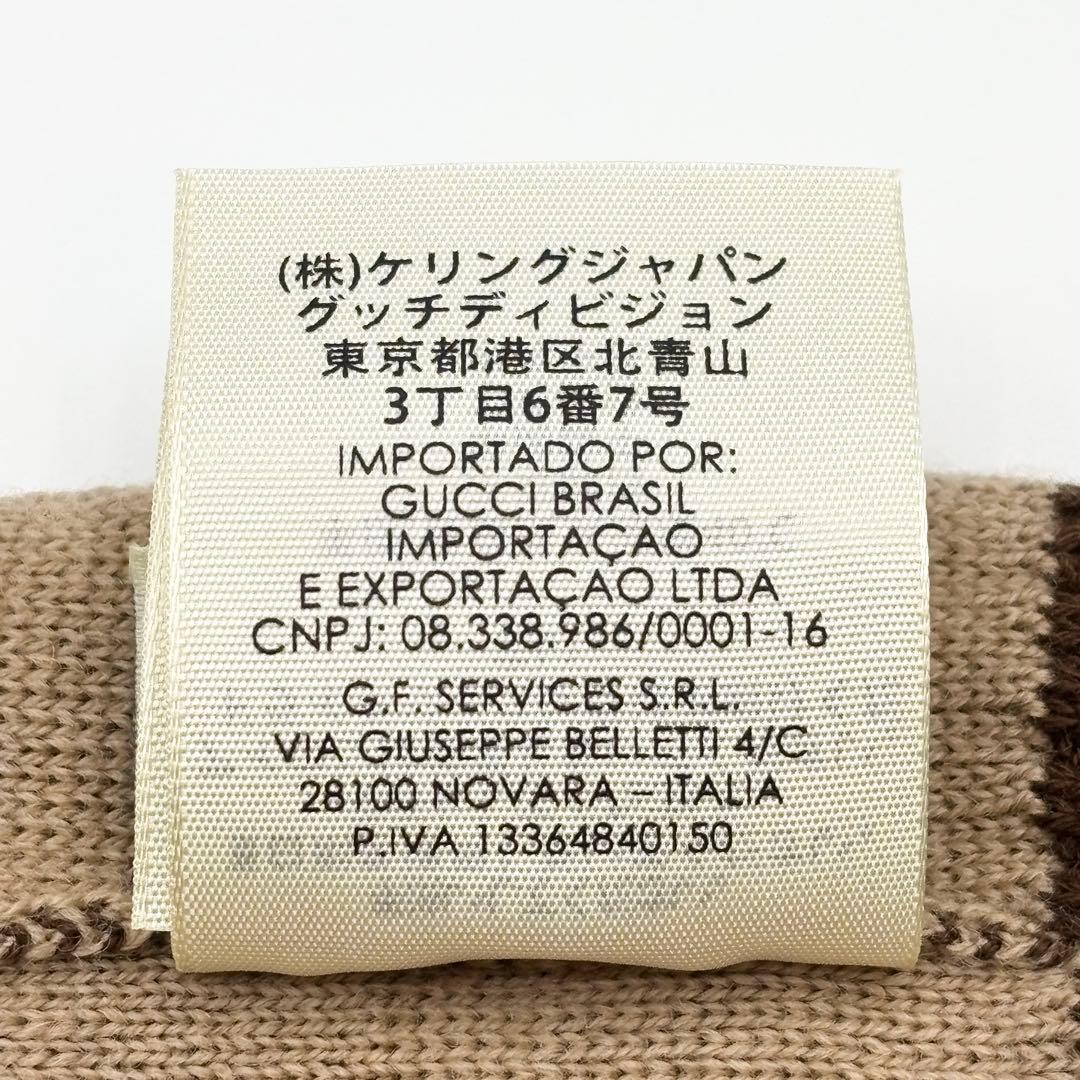 (株)ケリングジャパン
グッチディビジョン
東京都港区北青山
3丁目6番7号
IMPORTADO POR:
GUCCI BRASIL
IMPORTAÇAO
E EXPORTAÇAO LTDA
CNPJ: 08.338.986/0001-16
G.F. SERVICES S.R.L.
VIA GIUSEPPE BELLETTI 4/C
28100 NOVARA – ITALIA
P.IVA 13364840150